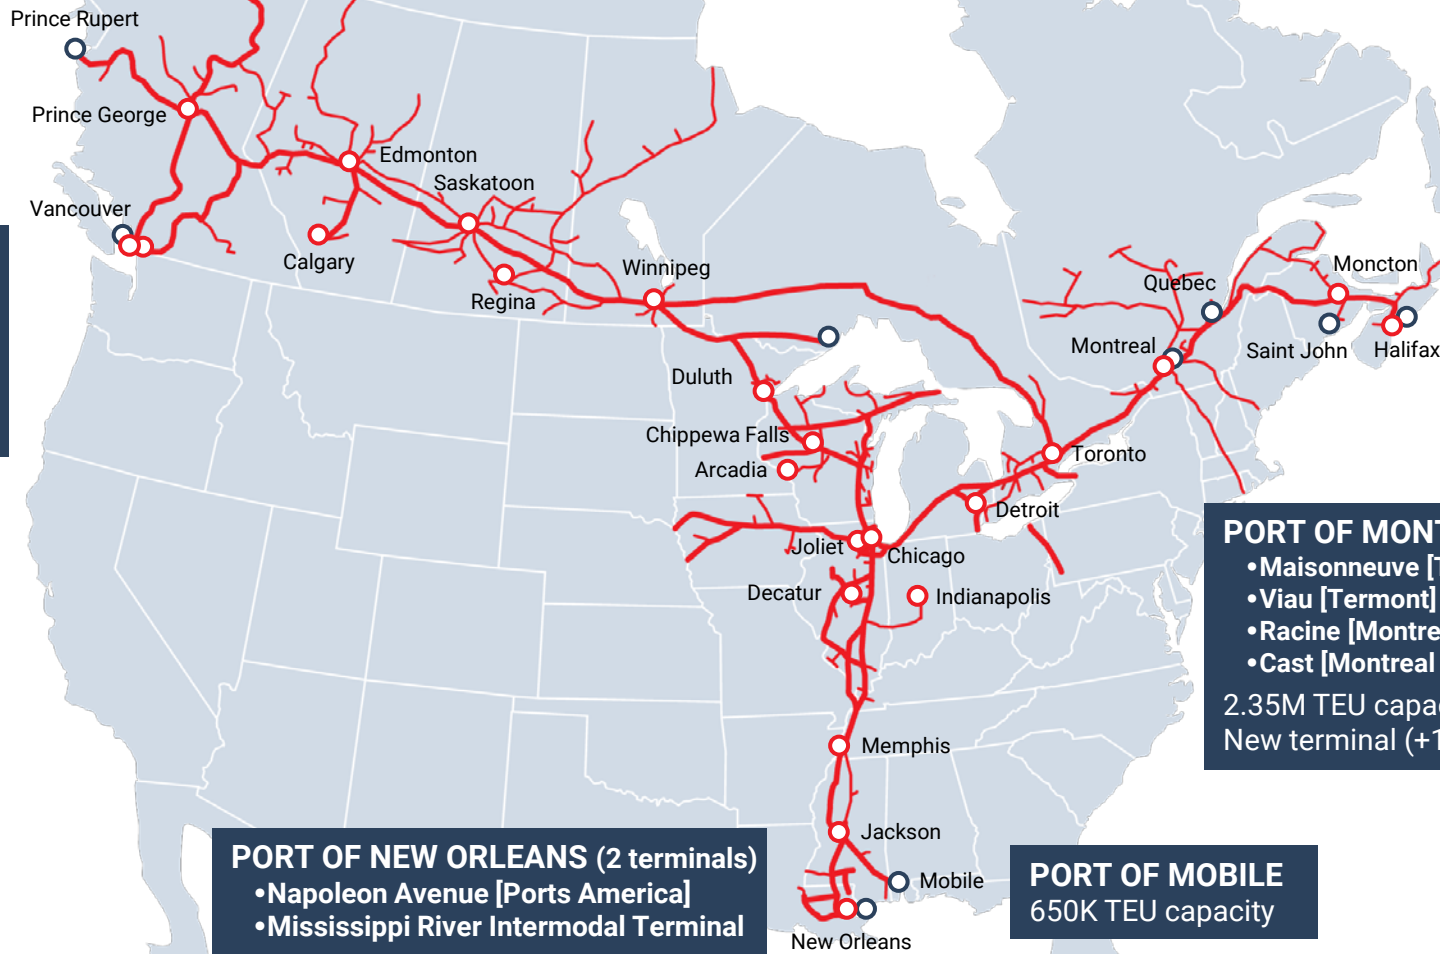 Prince Rupert
Prince George
Edmonton
Saskatoon
Vancouver
Calgary
Regina
Winnipeg
Quebec
Moncton
Montreal
Saint John
Halifax
Duluth
Chippewa Falls
Arcadia
Toronto
Detroit
Joliet
Chicago
Decatur
Indianapolis
Memphis
Jackson
Mobile
New Orleans
PORT OF MONT
•Maisonneuve [T
•Viau [Termont]
•Racine [Montre
•Cast [Montreal
2.35M TEU capac
New terminal (+1
PORT OF NEW ORLEANS (2 terminals)
•Napoleon Avenue [Ports America]
•Mississippi River Intermodal Terminal
PORT OF MOBILE
650K TEU capacity